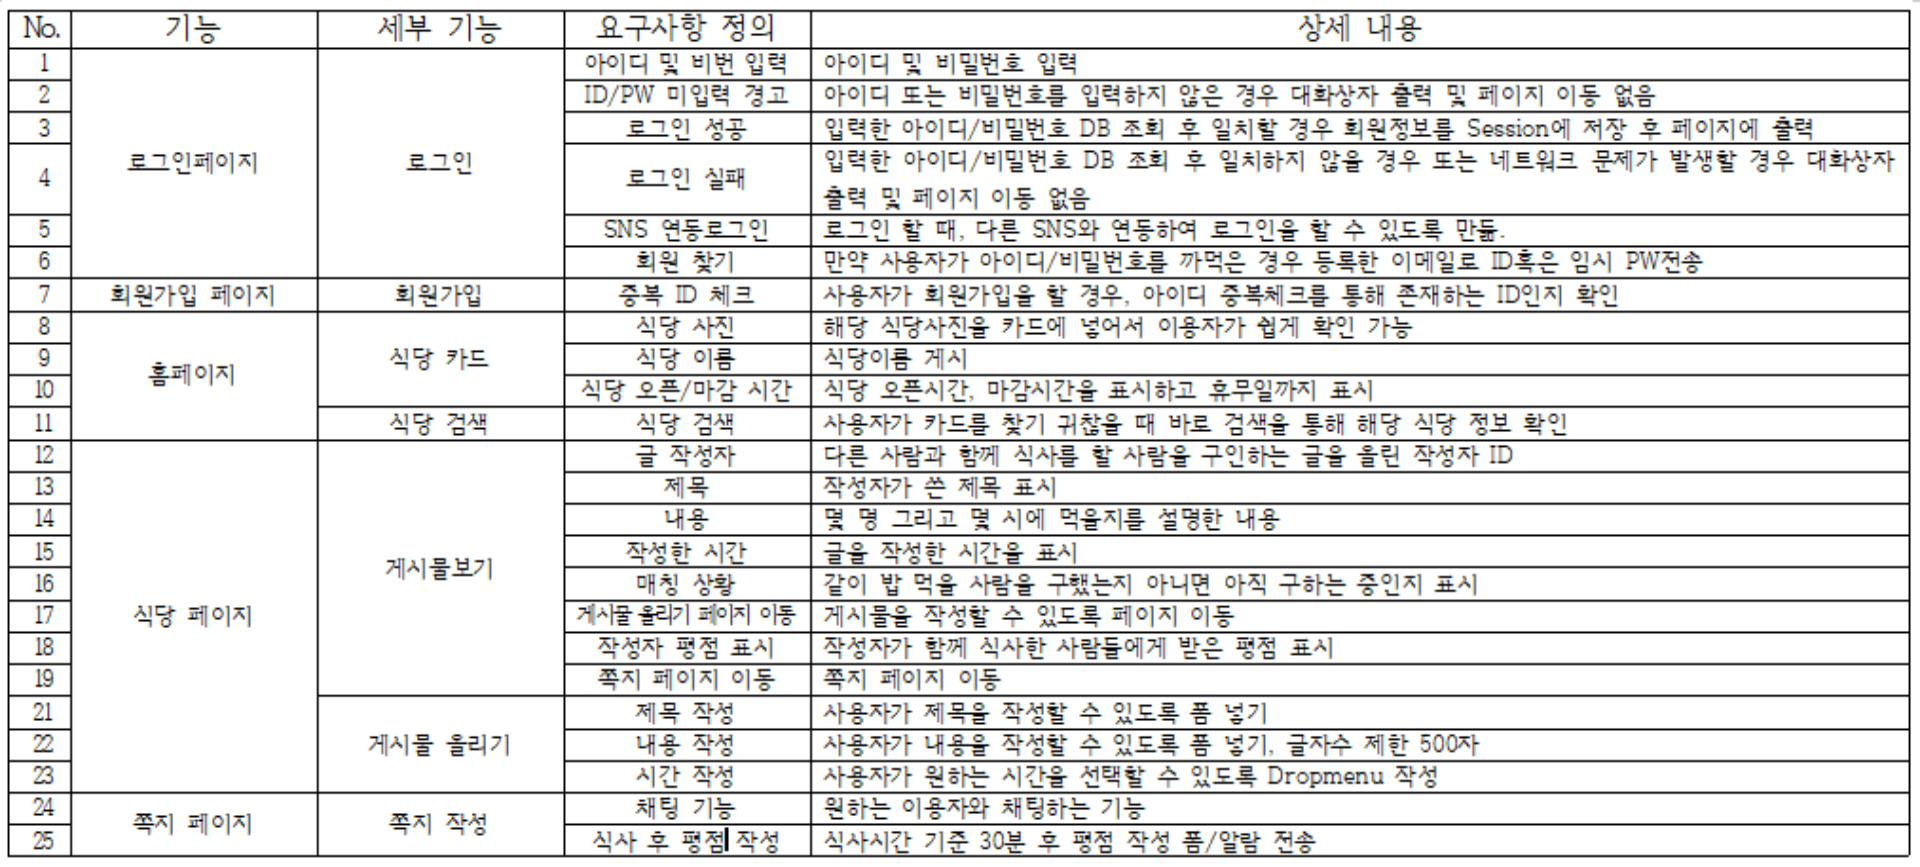 No. 기능 세부 기능 요구사항 정의 상세 내용
1 로그인페이지 로그인 아이디 및 비번 입력 아이디 및 비밀번호 입력
2 ID/PW 미입력 경고 아이디 또는 비밀번호를 입력하지 않은 경우 대화상자 출력 및 페이지 이동 없음
3 로그인 성공 입력한 아이디/비밀번호 DB 조회 후 일치할 경우 회원정보를 Session에 저장 후 페이지에 출력
4 로그인 실패 입력한 아이디/비밀번호 DB 조회 후 일치하지 않을 경우 또는 네트워크 문제가 발생할 경우 대화상자
출력 및 페이지 이동 없음
5 SNS 연동로그인 로그인 할 때, 다른 SNS와 연동하여 로그인을 할 수 있도록 만듦.
6 회원 찾기 만약 사용자가 아이디/비밀번호를 까먹은 경우 등록한 이메일로 ID혹은 임시 PW전송
7 회원가입 페이지 회원가입 중복 ID 체크 사용자가 회원가입을 할 경우, 아이디 중복체크를 통해 존재하는 ID인지 확인
8 홈페이지 식당 카드 식당 사진 해당 식당사진을 카드에 넣어서 이용자가 쉽게 확인 가능
9 식당 이름 식당이름 게시
10 식당 오픈/마감 시간 식당 오픈시간, 마감시간을 표시하고 휴무일까지 표시
11 식당 검색 식당 검색 사용자가 카드를 찾기 귀찮을 때 바로 검색을 통해 해당 식당 정보 확인
12 식당 페이지 게시물보기 글 작성자 다른 사람과 함께 식사를 할 사람을 구인하는 글을 올린 작성자 ID
13 제목 작성자가 쓴 제목 표시
14 내용 몇 명 그리고 몇 시에 먹을지를 설명한 내용
15 작성한 시간 글을 작성한 시간을 표시
16 매칭 상황 같이 밥 먹을 사람을 구했는지 아니면 아직 구하는 중인지 표시
17 게시물 올리기 페이지 이동 게시물을 작성할 수 있도록 페이지 이동
18 작성자 평점 표시 작성자가 함께 식사한 사람들에게 받은 평점 표시
19 쪽지 페이지 이동 쪽지 페이지 이동
21 게시물 올리기 제목 작성 사용자가 제목을 작성할 수 있도록 폼 넣기
22 내용 작성 사용자가 내용을 작성할 수 있도록 폼 넣기, 글자수 제한 500자
23 시간 작성 사용자가 원하는 시간을 선택할 수 있도록 Dropmenu 작성
24 쪽지 페이지 쪽지 작성 채팅 기능 원하는 이용자와 채팅하는 기능
25 식사 후 평점 작성 식사시간 기준 30분 후 평점 작성 폼/알람 전송